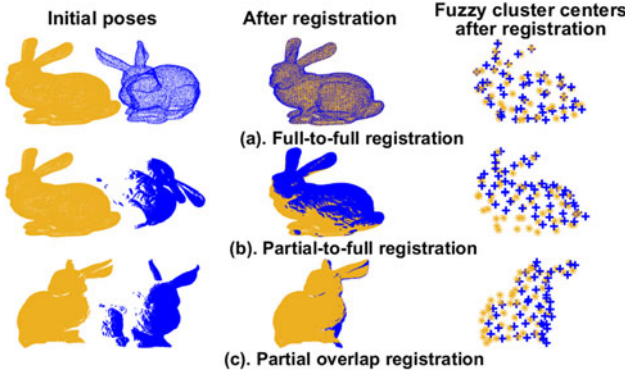 Initial poses
After registration
Fuzzy cluster centers
after registration
(a). Full-to-full registration
(b). Partial-to-full registration
(c). Partial overlap registration